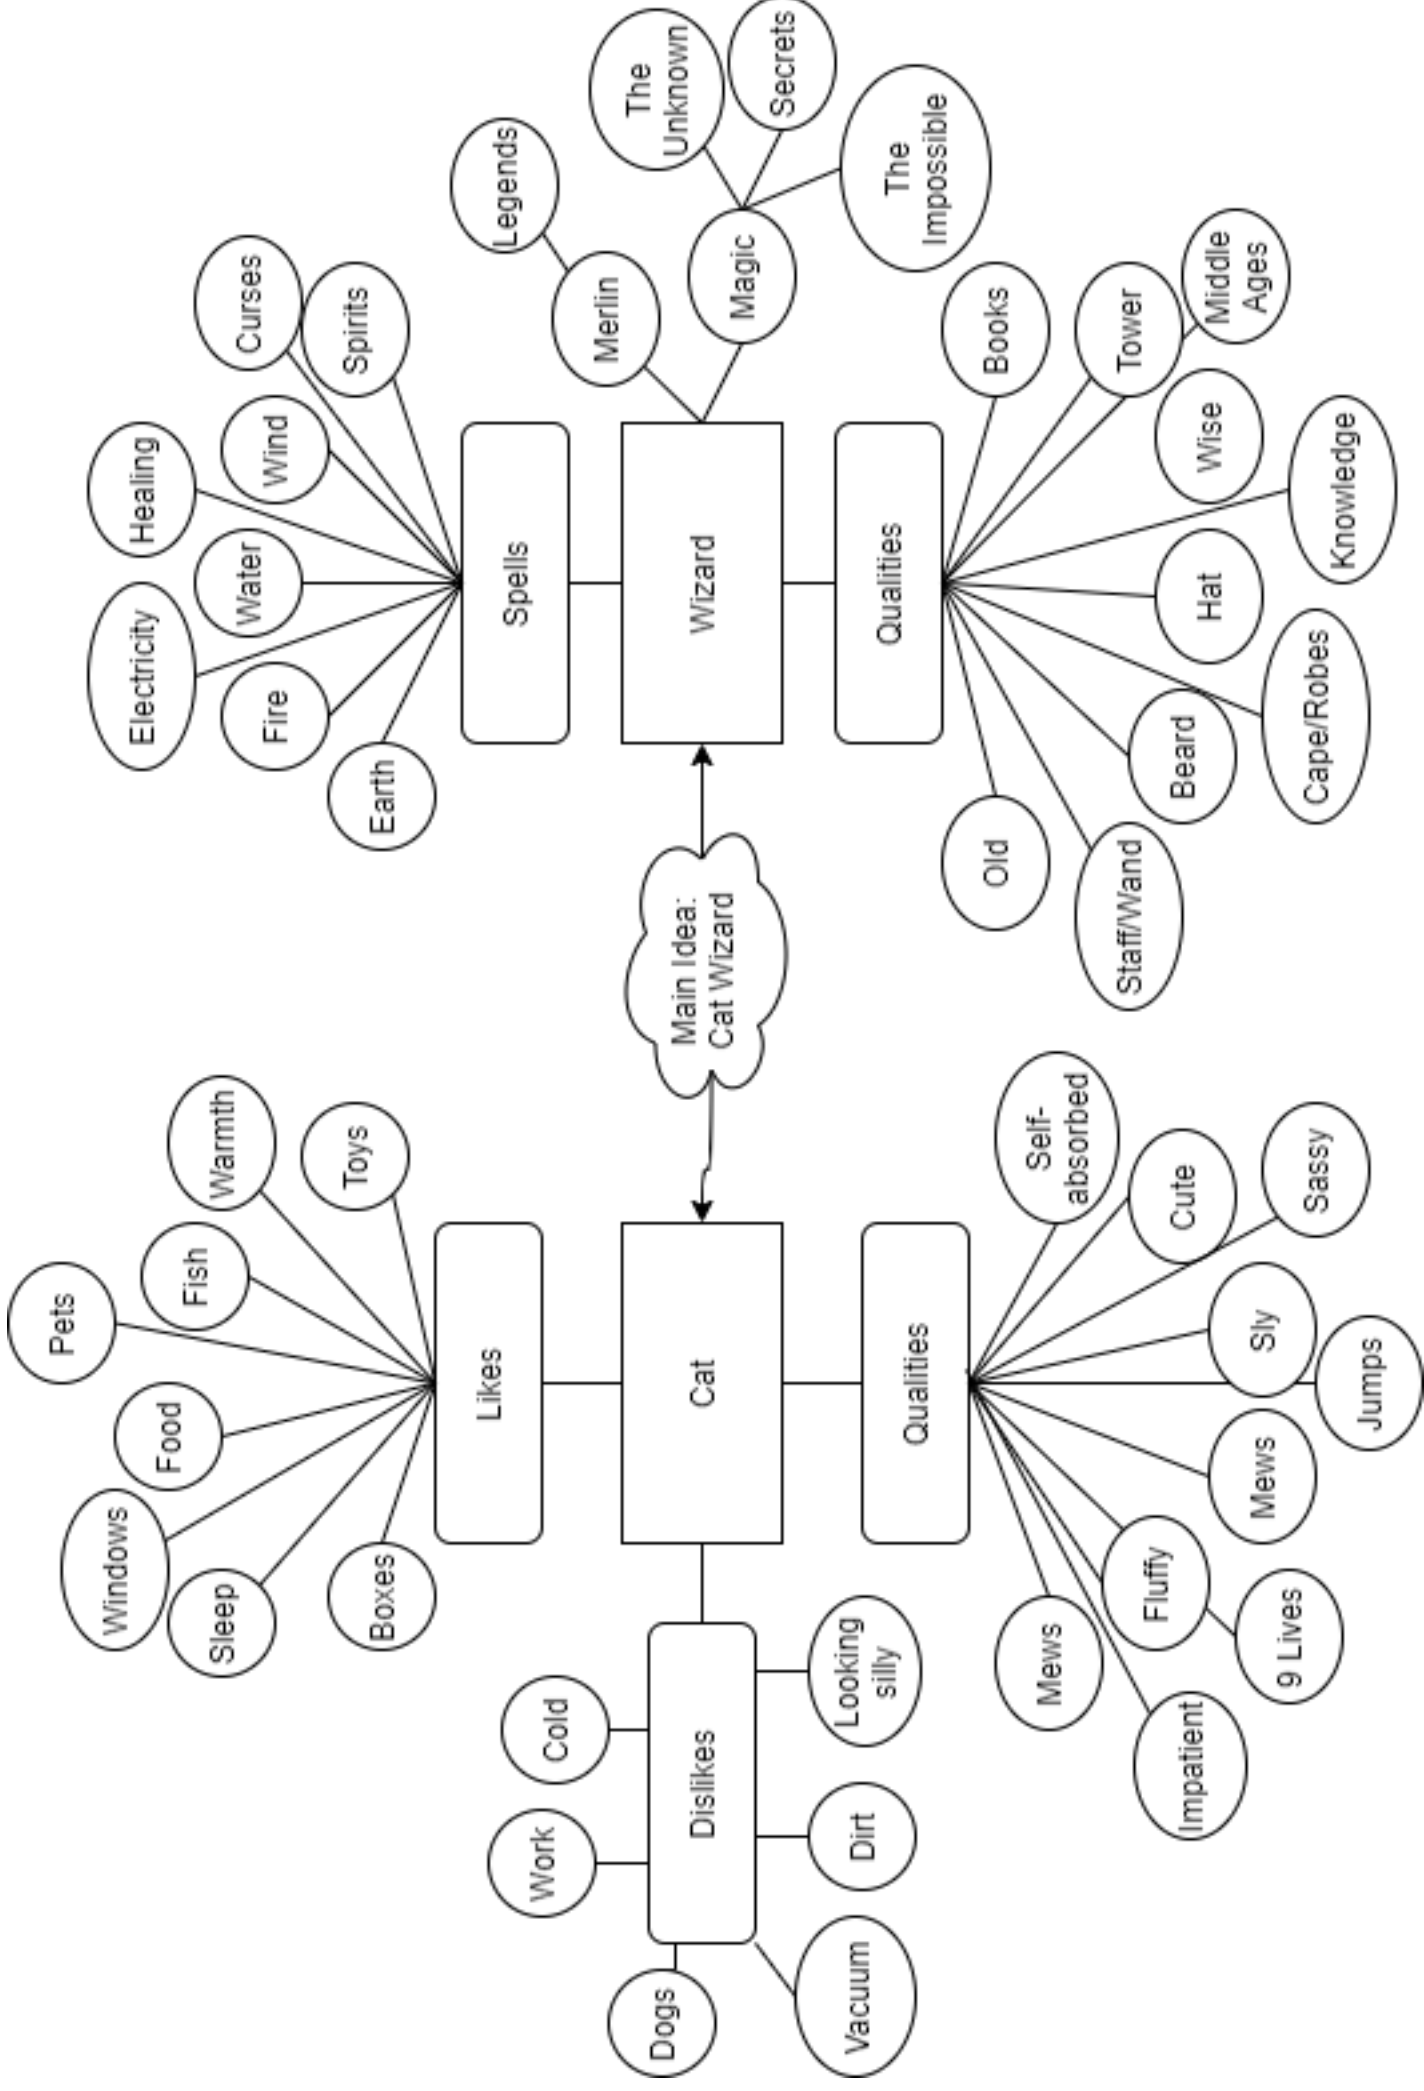 Pets
Windows
Food
Fish
Warmth
Sleep
Boxes
Toys
Likes
Electricity
Healing
Water
Fire
Wind
Curses
Earth
Spirits
Spells
Legends
Work
Cold
Dogs
Dislikes
Cat
Main Idea:
Cat Wizard
Wizard
Merlin
Magic
The
Unknown
Secrets
The
Impossible
Vacuum
Dirt
Looking
silly
Qualities
Qualities
Mews
Impatient
Fluffy
9 Lives
Mews
Jumps
Sly
Cute
Sassy
Self-
absorbed
Old
Staff/Wand
Beard
Cape/Robes
Hat
Knowledge
Wise
Tower
Middle
Ages
Books